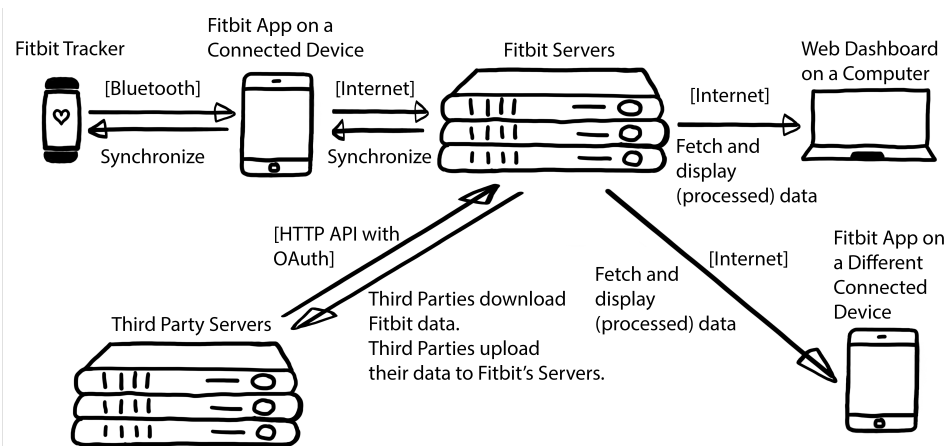 Fitbit Tracker
Fitbit App on a
Connected Device
Fitbit Servers
Web Dashboard
on a Computer
[Bluetooth]
Synchronize
[Internet]
Synchronize
[Internet]
Fetch and
display
(processed) data
[HTTP API with
OAuth]
Third Parties download
Fitbit data.
Third Parties upload
their data to Fitbit's Servers.
Fetch and
display
(processed) data
[Internet]
Fitbit App on
a Different
Connected
Device
Third Party Servers